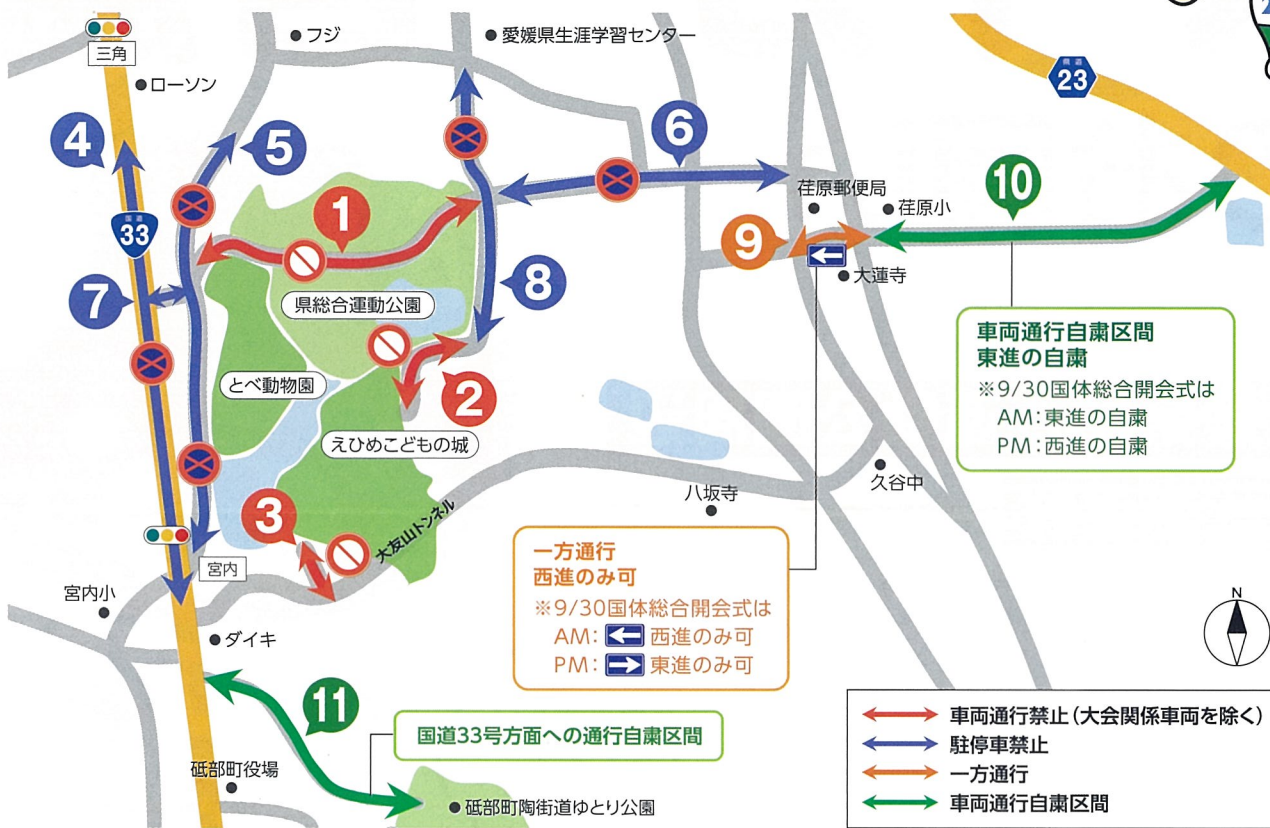 三角
ローソン
フジ
愛媛県生涯学習センター
県道
23
4
5
6
国道
33
1
荏原郵便局
荏原小
10
9
大蓮寺
7
県総合運動公園
8
とべ動物園
2
えひめこどもの城
車両通行自粛区間
東進の自粛
※9/30国体総合開会式は
AM:東進の自粛
PM:西進の自粛
3
大友山トンネル
八坂寺
久谷中
宮内
宮内小
ダイキ
一方通行
西進のみ可
※9/30国体総合開会式は
AM: ← 西進のみ可
PM: → 東進のみ可
N
11
国道33号方面への通行自粛区間
砥部町役場
砥部町陶街道ゆとり公園
車両通行禁止(大会関係車両を除く)
駐停車禁止
一方通行
車両通行自粛区間